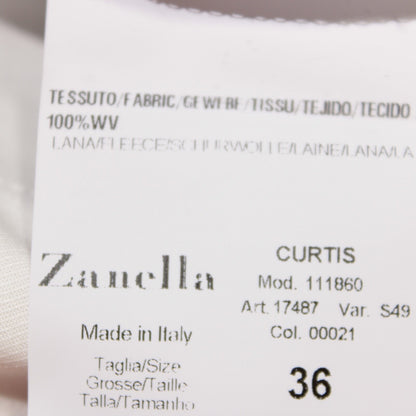 TESSUTO/FABRIC/GEWEBE/TISSU/TEJIDO/TECIDO
100%WV
LANA/FLEECE/SCHURWOLLE/LAINE/LANA/LA
Zanella
CURTIS
Mod. 111860
Art. 17487 Var. S49
Made in Italy
Col. 00021
Taglia/Size
Grosse/Taille
Talla/Tamanho
36